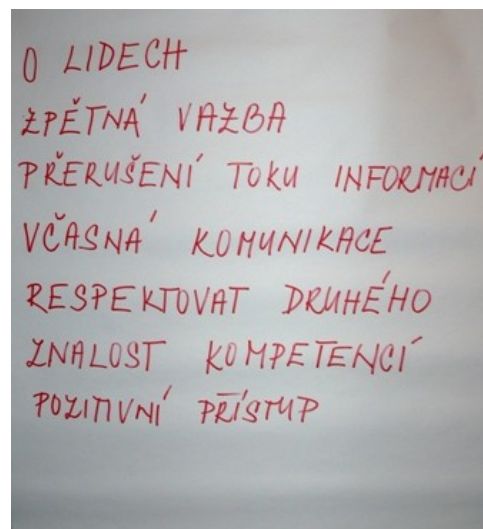 O LIDECH
ZPĚTNÁ VAZBA
PŘERUŠENÍ TOKU INFORMACÍ
VČASNÁ KOMUNIKACE
RESPEKTOVAT DRUHÉHO
ZNALOST KOMPETENCÍ
POZITIVNÍ PŘÍSTUP